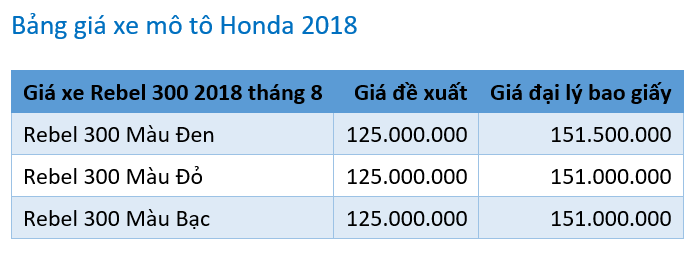 Bảng giá xe mô tô Honda 2018
Giá xe Rebel 300 2018 tháng 8 Giá đề xuất Giá đại lý bao giấy
Rebel 300 Màu Đen 125.000.000 151.500.000
Rebel 300 Màu Đỏ 125.000.000 151.000.000
Rebel 300 Màu Bạc 125.000.000 151.000.000